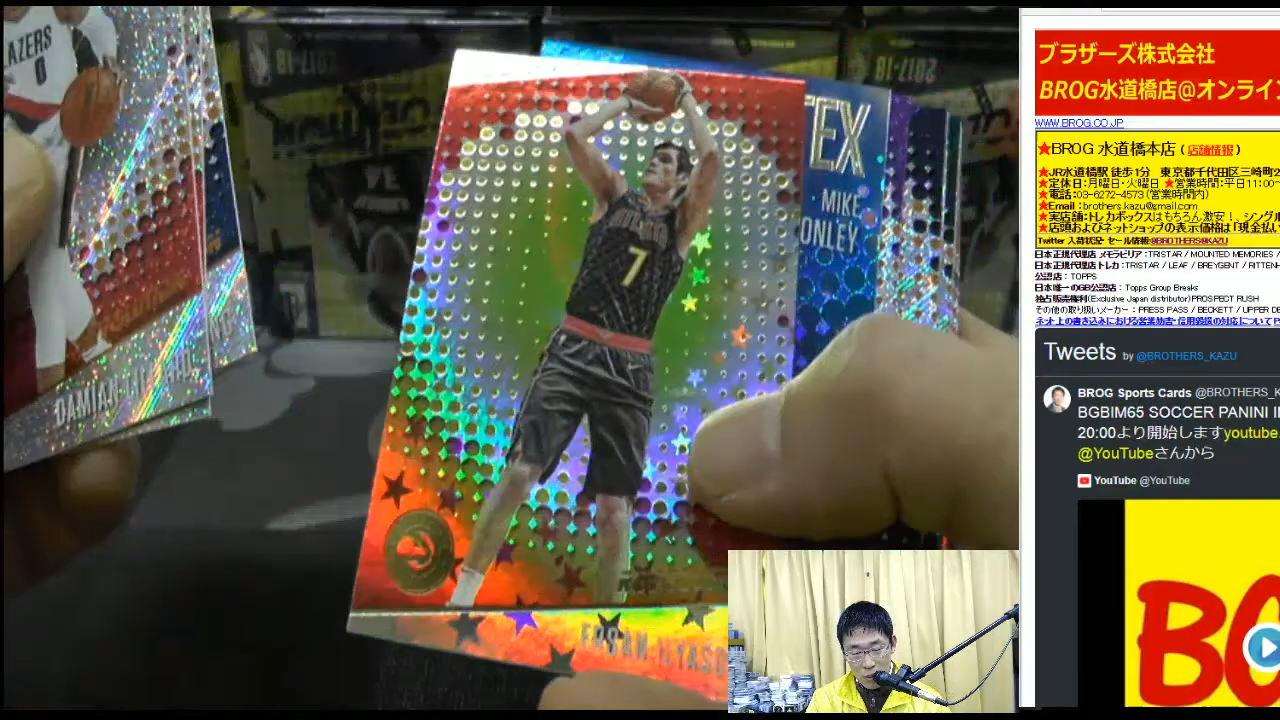 LAZERS
0
DAMIAN LILLARD
2017-18
2017-18
7
TEX
MIKE
CONLEY
ERSAN ILYASO
ブラザーズ株式会社
BROG水道橋店@オンライン
WWW.BROG.CO.JP
★BROG 水道橋本店 (店舗情報)
★JR水道橋駅 徒歩1分 東京都千代田区三崎町2
★定休日:月曜日・火曜日 ★営業時間:平日11:00
★電話:03-6272-4573(営業時間内)
★Email:brothers.kazu@gmail.com
★実店舗:トレカボックスはもちろん激安!、シングル
★店頭およびネットショップの表示価格は「現金払い
Twitter 入荷状況・セール情報@BROTHERS@KAZU
日本正規代理店 メモラビリア:TRISTAR / MOUNTED MEMORIES /
日本正規代理店 トレカ:TRISTAR / LEAF / BREYGENT / RITTEN
公認店:TOPPS
日本唯一のGB公認店: Topps Group Breaks
独占販売権利(Exclusive Japan distributor)PROSPECT RUSH
その他の取り扱いメーカー:PRESS PASS / BECKETT / UPPER DE
ネット上の書き込みにおける営業妨害・信用毀損の対応について
Tweets by @BROTHERS_KAZU
BROG Sports Cards @BROTHERS_K
BGBIM65 SOCCER PANINI I
20:00より開始しますyoutube
@YouTubeさんから
YouTube @YouTube